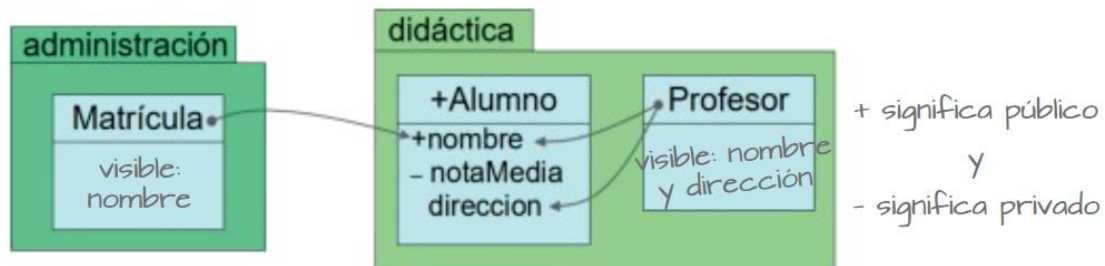 administración
Matrícula
visible:
nombre
didáctica
+Alumno
+nombre
– notaMedia
direccion
Profesor
visible: nombre
y dirección
+ significa público
y
- significa privado